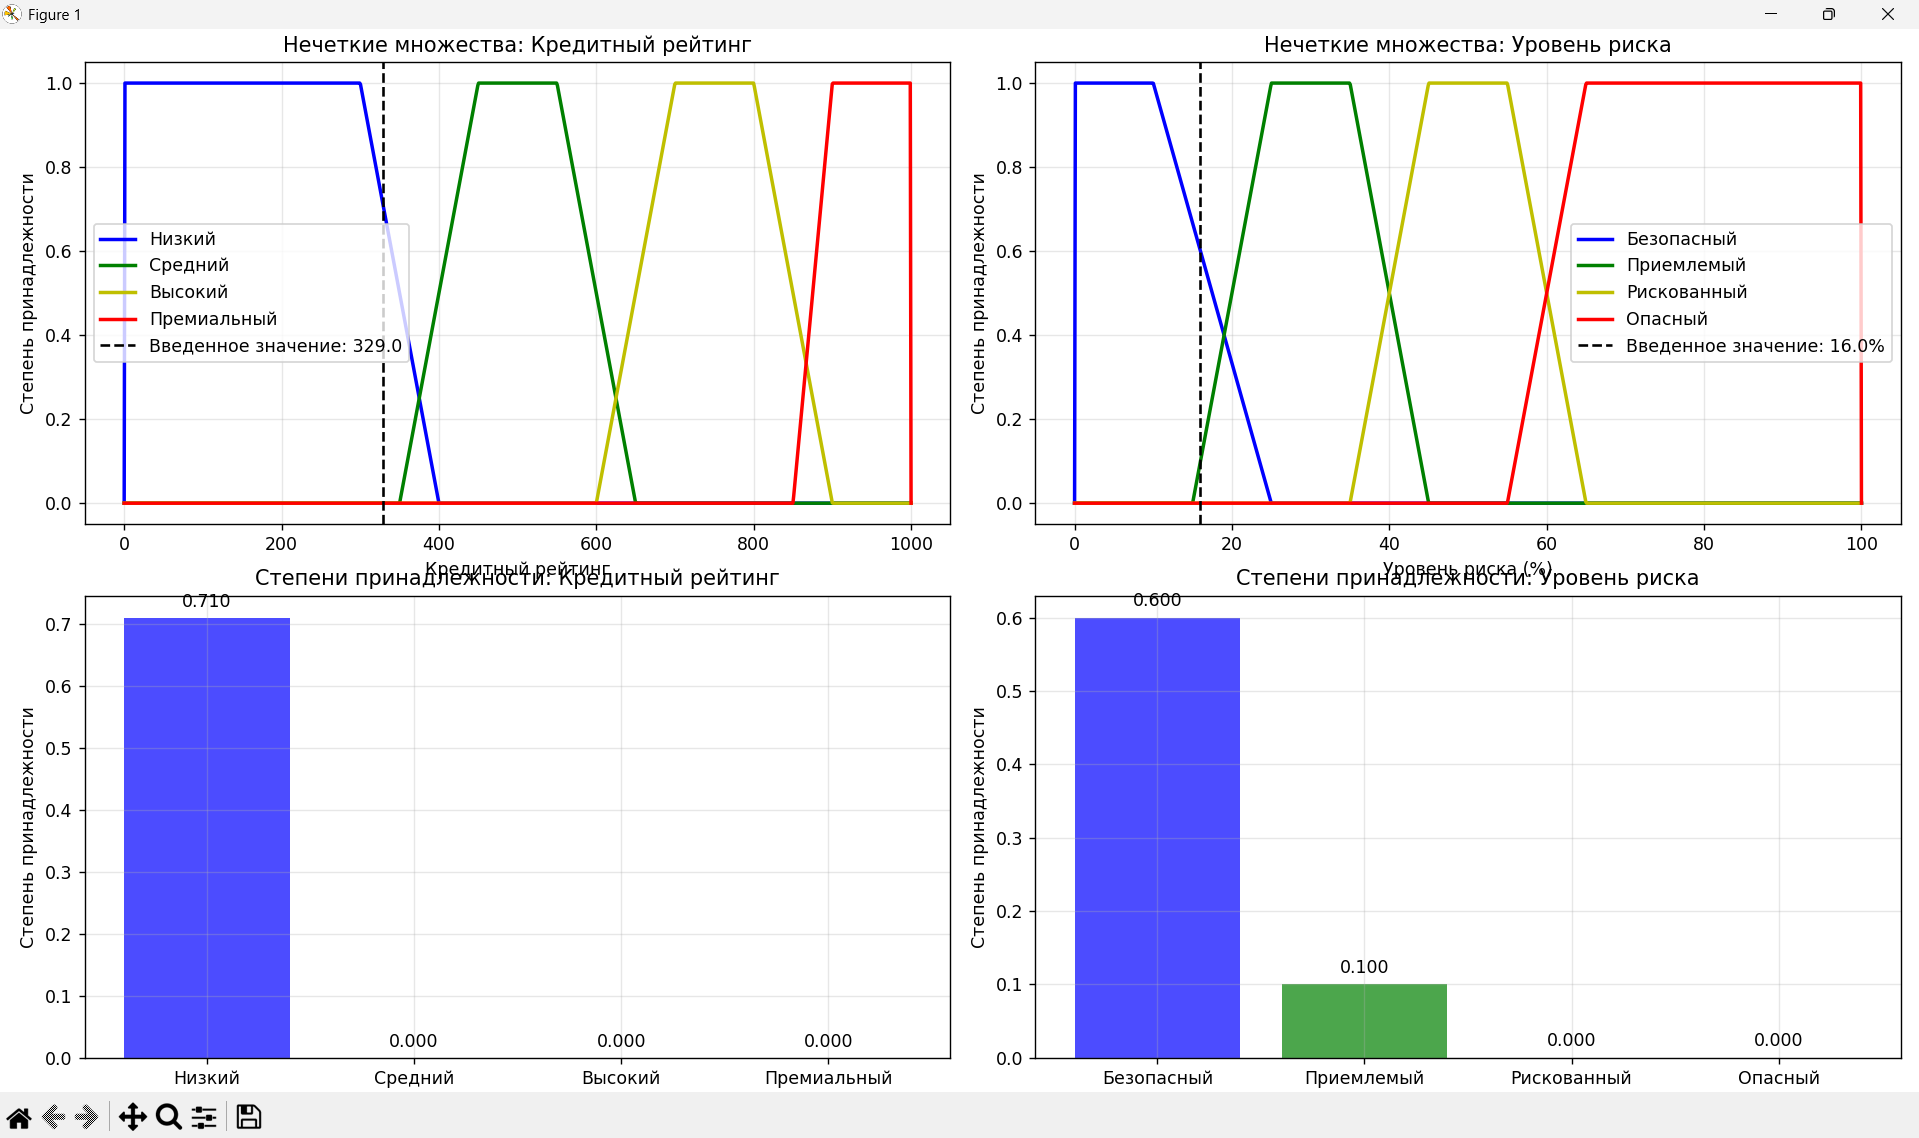 Figure 1
Нечеткие множества: Кредитный рейтинг
Степень принадлежности
1.0
0.8
0.6
0.4
0.2
0.0
Низкий
Средний
Высокий
Премиальный
Введенное значение: 329.0
0 200 400 600 800 1000
Кредитный рейтинг
Нечеткие множества: Уровень риска
Степень принадлежности
1.0
0.8
0.6
0.4
0.2
0.0
Безопасный
Приемлемый
Рискованный
Опасный
Введенное значение: 16.0%
0 20 40 60 80 100
Уровень риска (%)
Степени принадлежности: Кредитный рейтинг
Степень принадлежности
0.7
0.6
0.5
0.4
0.3
0.2
0.1
0.0
0.710
0.000 0.000 0.000
Низкий Средний Высокий Премиальный
Степени принадлежности: Уровень риска
Степень принадлежности
0.6
0.5
0.4
0.3
0.2
0.1
0.0
0.600
0.100
0.000 0.000
Безопасный Приемлемый Рискованный Опасный